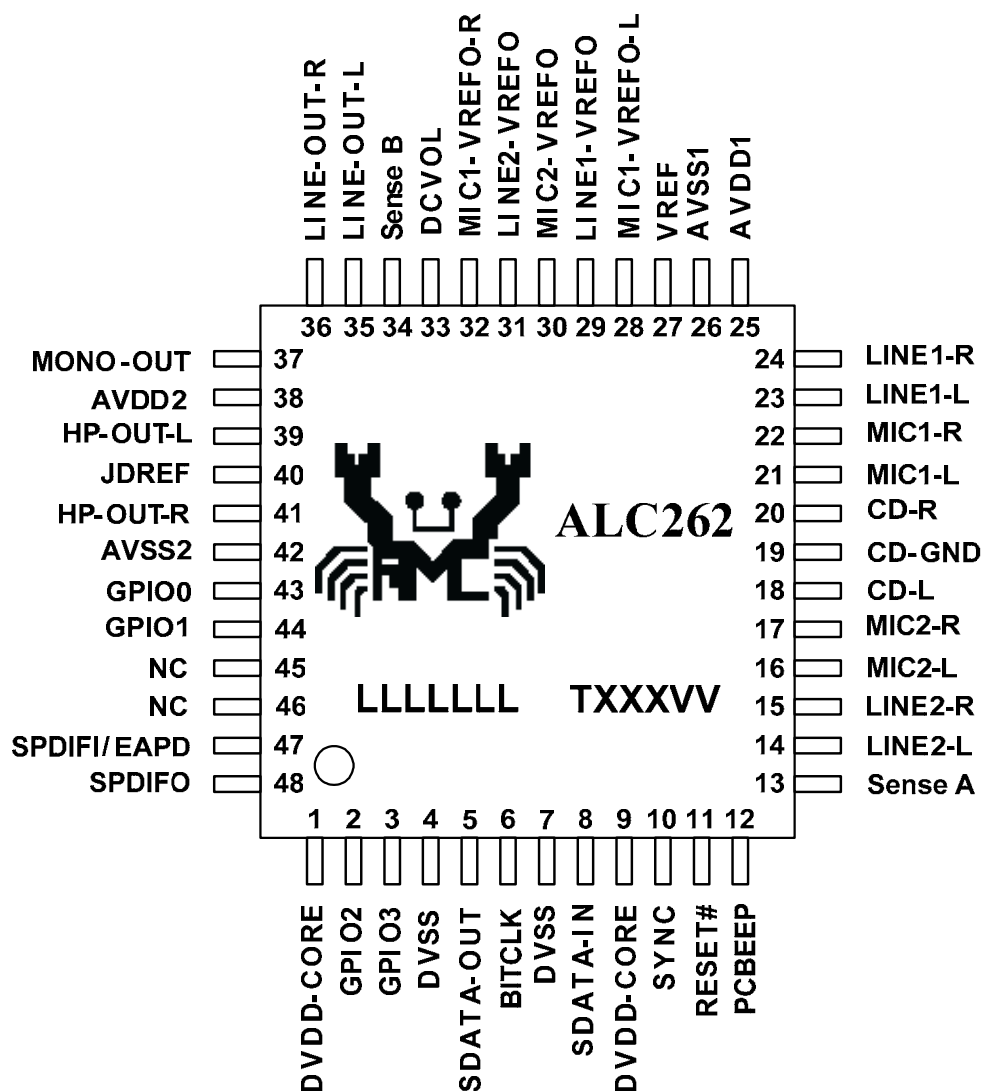 LINE-OUT-R
LINE-OUT-L
Sense B
DCVOL
MIC1-VREFO-R
LINE2-VREFO
MIC2-VREFO
LINE1-VREFO
MIC1-VREFO-L
VREF
AVSS1
AVDD1
36 35 34 33 32 31 30 29 28 27 26 25
MONO-OUT 37
AVDD2 38
HP-OUT-L 39
JDREF 40
HP-OUT-R 41
AVSS2 42
GPIO0 43
GPIO1 44
NC 45
NC 46
SPDIFI/EAPD 47
SPDIFO 48
ALC262
LLLLLLL TXXXVV
24 LINE1-R
23 LINE1-L
22 MIC1-R
21 MIC1-L
20 CD-R
19 CD-GND
18 CD-L
17 MIC2-R
16 MIC2-L
15 LINE2-R
14 LINE2-L
13 Sense A
1 2 3 4 5 6 7 8 9 10 11 12
DVDD-CORE
GPIO2
GPIO3
DVSS
SDATA-OUT
BITCLK
DVSS
SDATA-IN
DVDD-CORE
SYNC
RESET#
PCBEEP